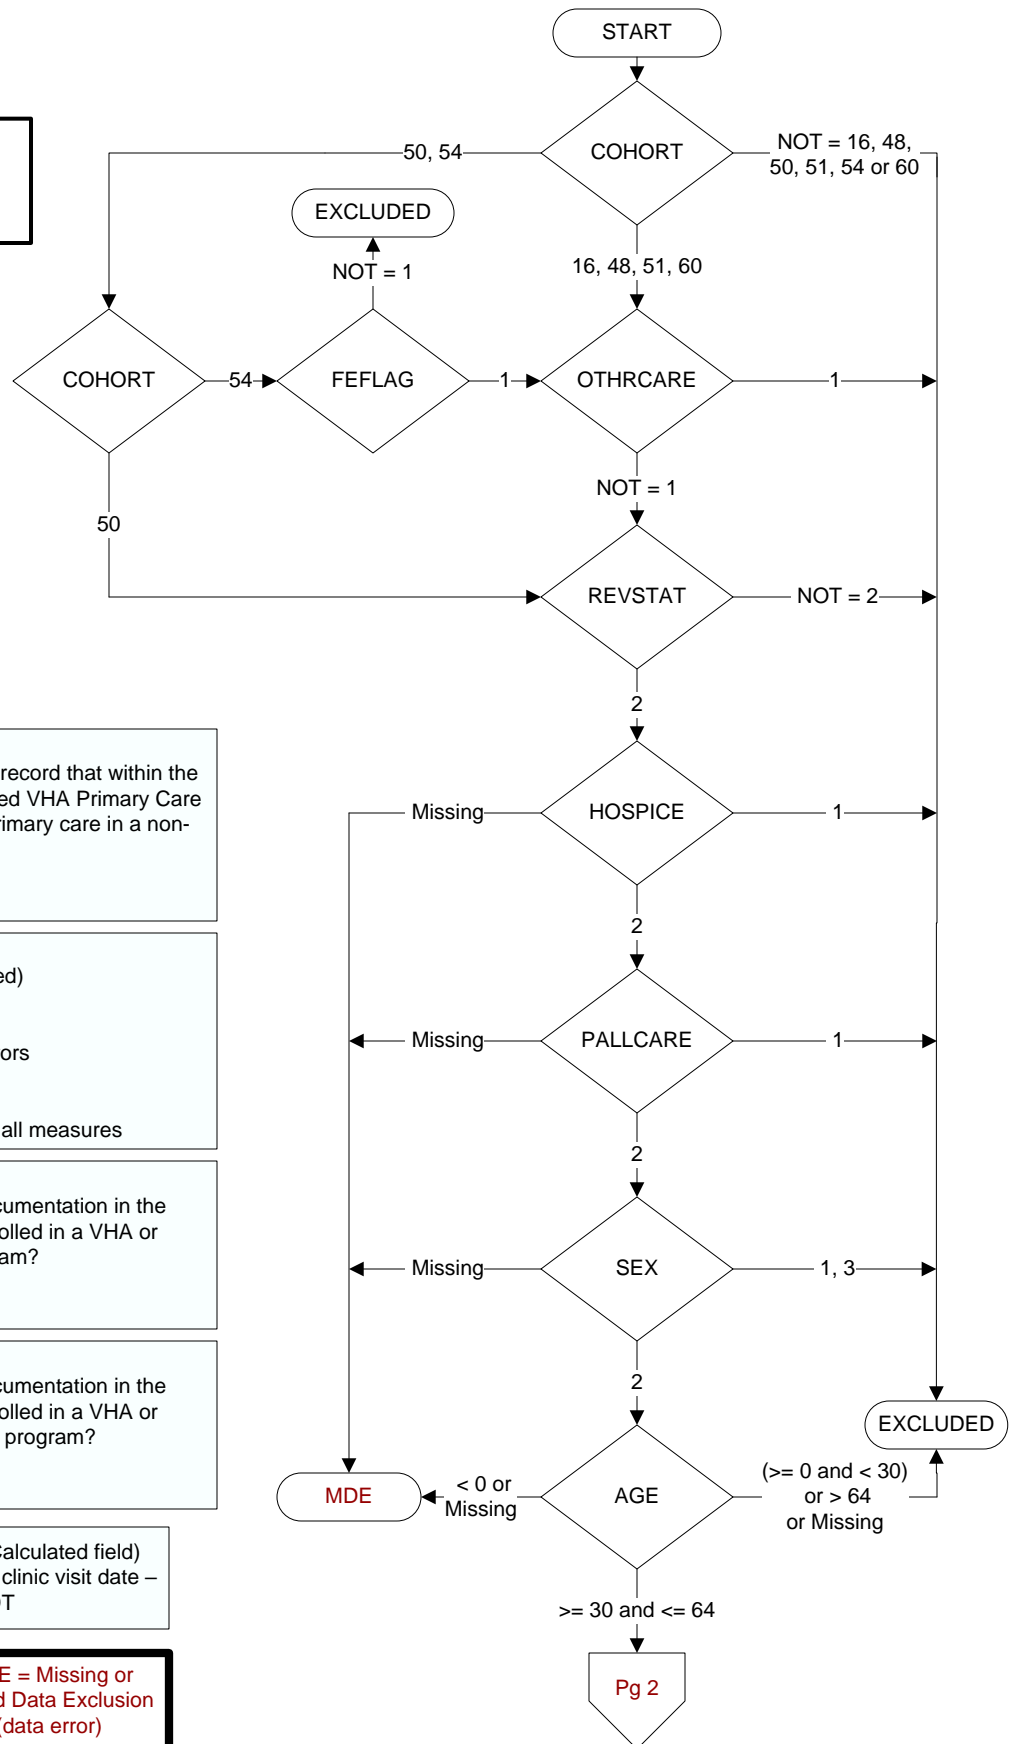 START
COHORT
50, 54
NOT = 16, 48,
50, 51, 54 or 60
EXCLUDED
NOT = 1
16, 48, 51, 60
COHORT
54
FEFLAG
1
OTHRCARE
1
NOT = 1
50
REVSTAT
NOT = 2
2
record that within the
ed VHA Primary Care
rimary care in a non-
Missing
HOSPICE
1
2
ed)
ors
all measures
Missing
PALLCARE
1
2
cumentation in the
olled in a VHA or
am?
Missing
SEX
1, 3
2
cumentation in the
olled in a VHA or
program?
EXCLUDED
MDE
< 0 or
Missing
AGE
(>= 0 and < 30)
or > 64
or Missing
Calculated field)
clinic visit date –
OT
>= 30 and <= 64
E = Missing or
d Data Exclusion
(data error)
Pg 2